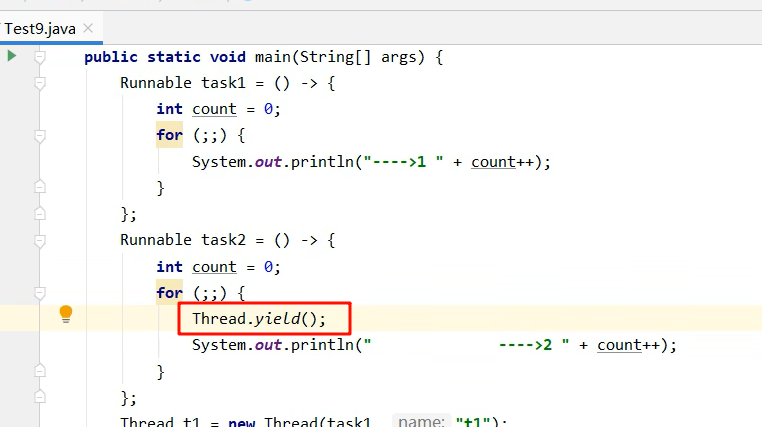 Test9.java
public static void main(String[] args) {
Runnable task1 = () -> {
int count = 0;
for (;;) {
System.out.println("---->1 " + count++);
}
};
Runnable task2 = () -> {
int count = 0;
for (;;) {
Thread.yield();
System.out.println("              ---->2 " + count++);
}
};
Thread t1 = new Thread(task1, name: "t1");